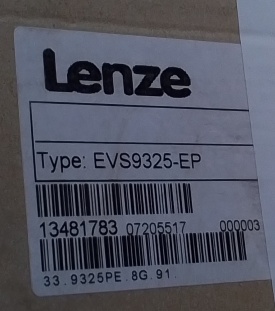 Lenze
Type: EVS9325-EP
13481783 07205517 000003
33.9325PE.8G.91.